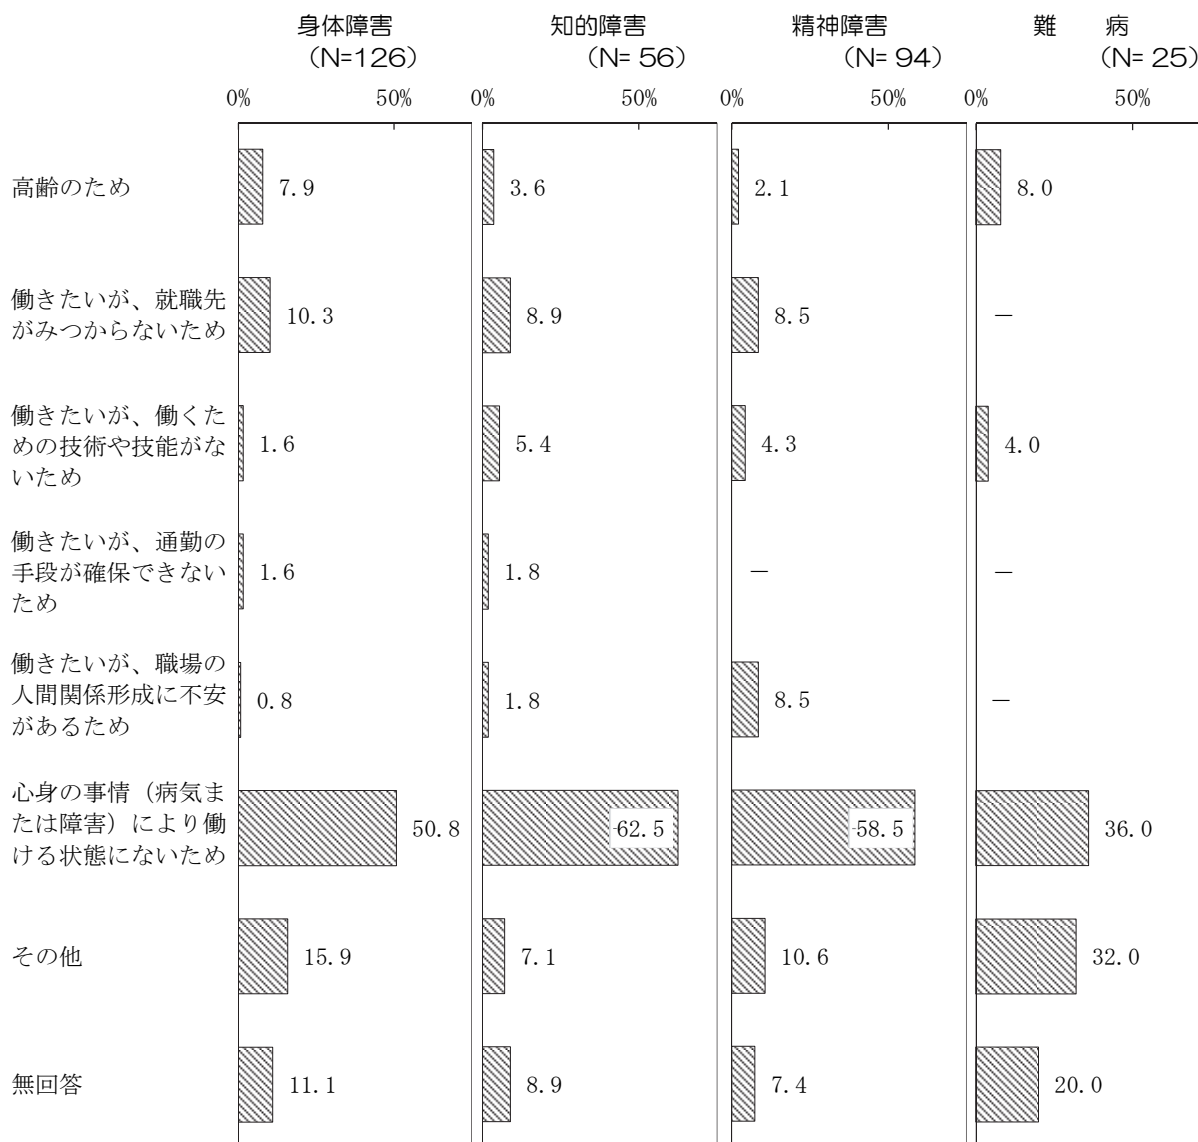 身体障害 知的障害 精神障害 難 病
（N=126） （N= 56） （N= 94） （N= 25）
0% 50% 0% 50% 0% 50% 0% 50%
高齢のため 7.9 3.6 2.1 8.0
働きたいが、就職先
がみつからないため 10.3 8.9 8.5 －
働きたいが、働くた
めの技術や技能がな 1.6 5.4 4.3 4.0
いため
働きたいが、通勤の
手段が確保できない 1.6 1.8 － －
ため
働きたいが、職場の
人間関係形成に不安 0.8 1.8 8.5 －
があるため
心身の事情（病気ま
たは障害）により働 50.8 62.5 58.5 36.0
ける状態にないため
その他 15.9 7.1 10.6 32.0
無回答 11.1 8.9 7.4 20.0